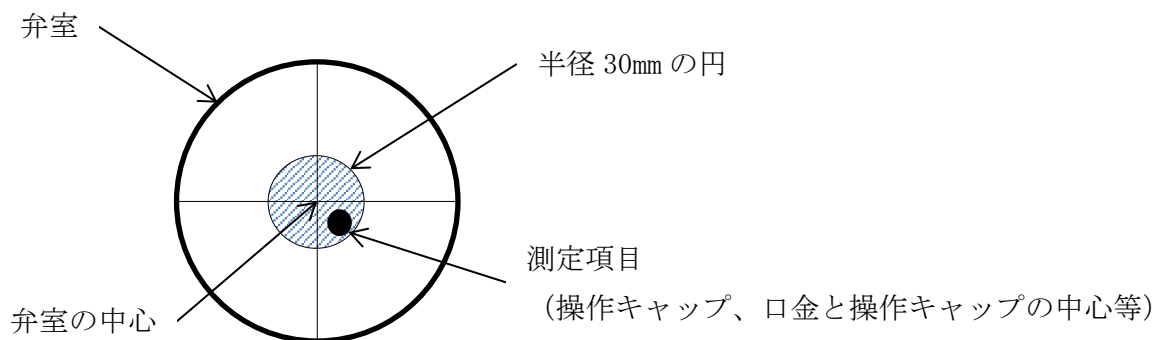 弁室
半径 30mm の円
測定項目
（操作キャップ、口金と操作キャップの中心等）
弁室の中心